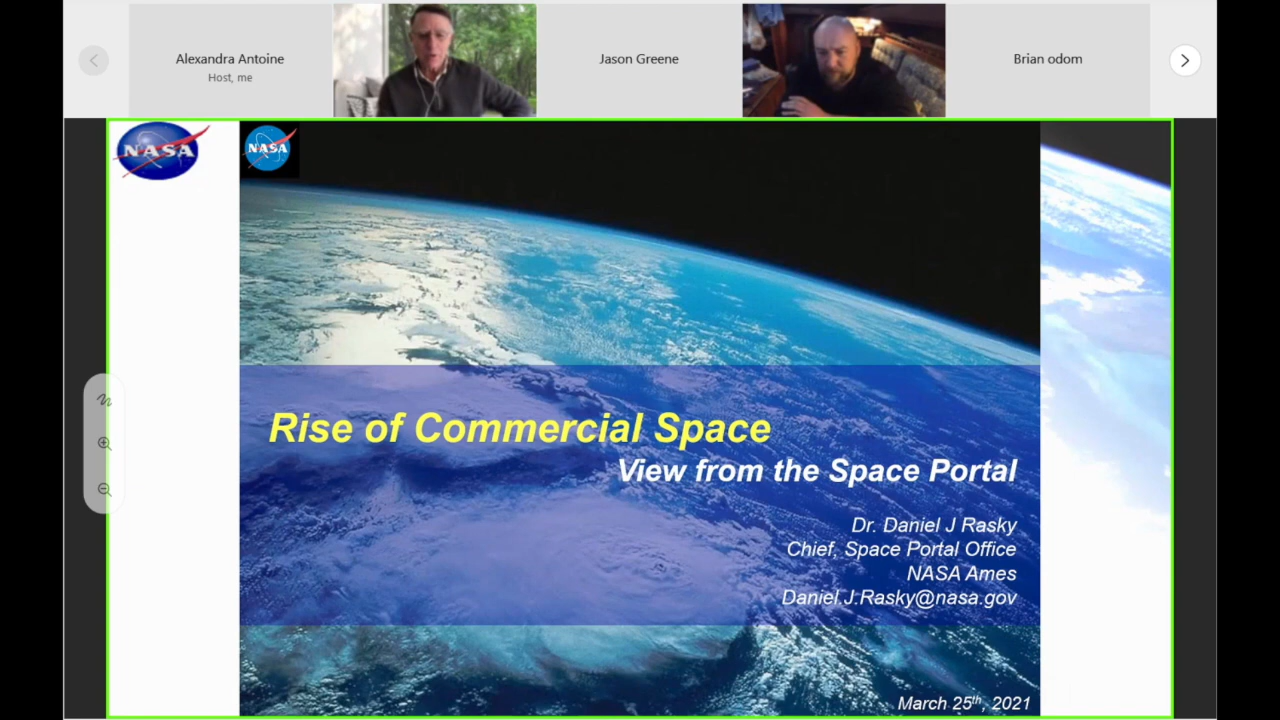 Alexandra Antoine
Host, me
Jason Greene
Brian odom
NASA
NASA
Rise of Commercial Space
View from the Space Portal
Dr. Daniel J Rasky
Chief, Space Portal Office
NASA Ames
Daniel.J.Rasky@nasa.gov
March 25th, 2021